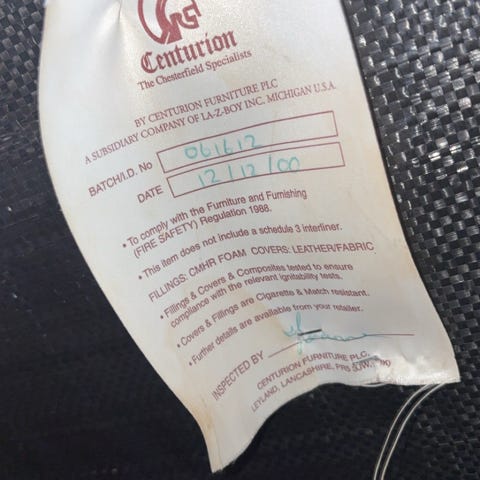 Centurion
The Chesterfield Specialists
BY CENTURION FURNITURE PLC
A SUBSIDIARY COMPANY OF LA-Z-BOY INC. MICHIGAN U.S.A.
BATCH/I.D. No 061612
DATE 12/12/00
• To comply with the Furniture and Furnishing
(FIRE SAFETY) Regulation 1988.
• This item does not include a schedule 3 interliner.
FILLINGS: CMHR FOAM COVERS: LEATHER/FABRIC
• Fillings & Covers & Composites tested to ensure
compliance with the relevant ignitability tests.
• Covers & Fillings are Cigarette & Match resistant.
• Further details are available from your retailer.
INSPECTED BY
CENTURION FURNITURE PLC.
LEYLAND, LANCASHIRE, PR5